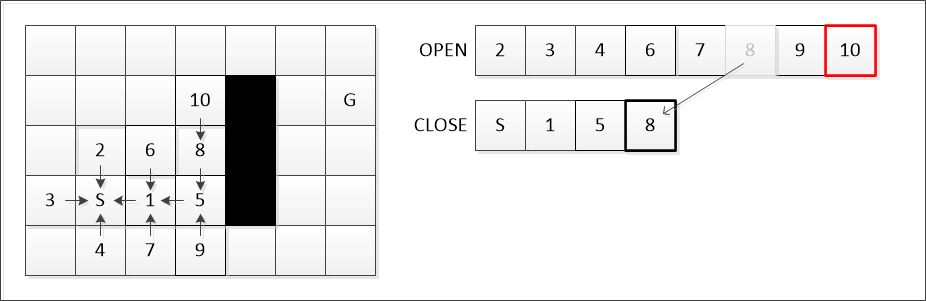 OPEN 2 3 4 6 7 8 9 10
10 G
CLOSE S 1 5 8
2 6 8
3 S 1 5
4 7 9